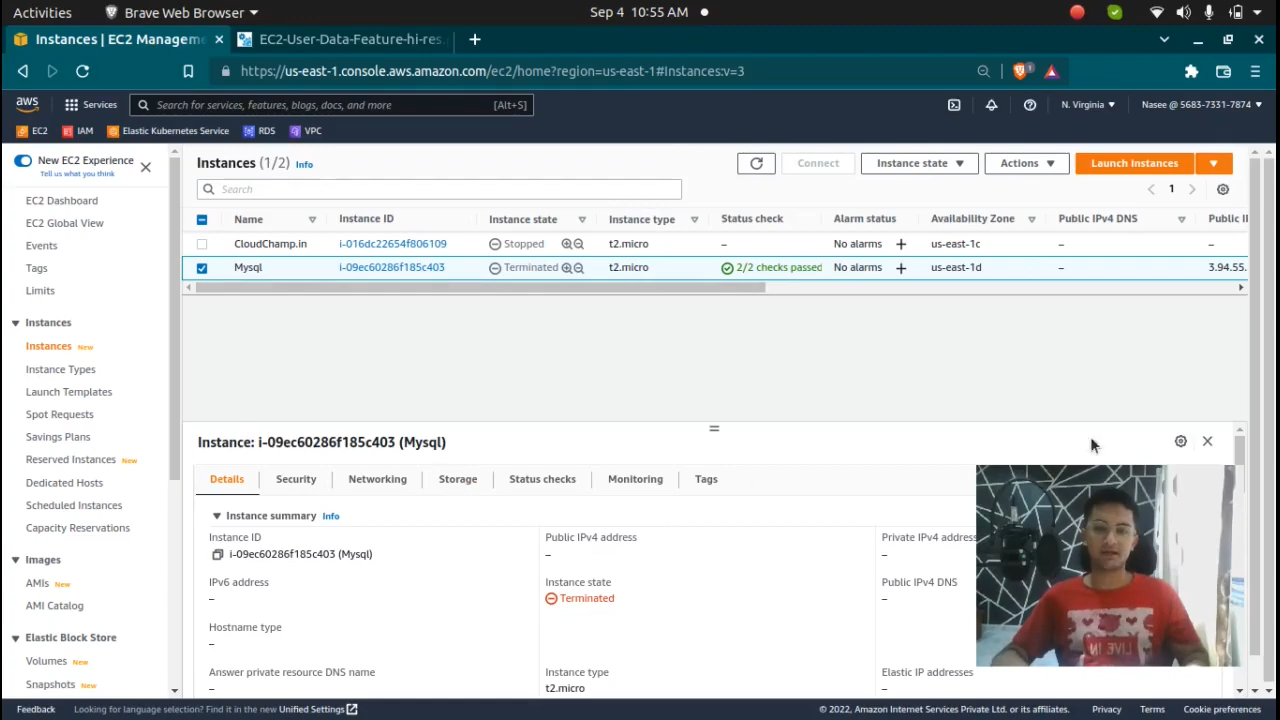 Activities
Brave Web Browser
Sep 4 10:55 AM
Instances | EC2 Managem
EC2-User-Data-Feature-hi-res.
https://us-east-1.console.aws.amazon.com/ec2/home?region=us-east-1#Instances:v=3
1
aws
Services
Search for services, features, blogs, docs, and more
[Alt+S]
N. Virginia
Nasee @ 5683-7331-7874
EC2
IAM
Elastic Kubernetes Service
RDS
VPC
New EC2 Experience
Tell us what you think
EC2 Dashboard
EC2 Global View
Events
Tags
Limits
Instances
Instances New
Instance Types
Launch Templates
Spot Requests
Savings Plans
Reserved Instances New
Dedicated Hosts
Scheduled Instances
Capacity Reservations
Images
AMIs New
AMI Catalog
Elastic Block Store
Volumes New
Snapshots New
Instances (1/2) Info
Connect
Instance state
Actions
Launch instances
Search
1
Name Instance ID Instance state Instance type Status check Alarm status Availability Zone Public IPv4 DNS Public I
CloudChamp.in i-016dc22654f806109 Stopped t2.micro – No alarms + us-east-1c – –
Mysql i-09ec60286f185c403 Terminated t2.micro 2/2 checks passed No alarms + us-east-1d – 3.94.55.
Instance: i-09ec60286f185c403 (Mysql)
Details
Security
Networking
Storage
Status checks
Monitoring
Tags
Instance summary Info
Instance ID
i-09ec60286f185c403 (Mysql)
Public IPv4 address
–
Private IPv4 address
–
IPv6 address
–
Instance state
Terminated
Public IPv4 DNS
–
Hostname type
–
Answer private resource DNS name
–
Instance type
t2.micro
Elastic IP addresses
–
Feedback
Looking for language selection? Find it in the new Unified Settings
© 2022, Amazon Internet Services Private Ltd. or its affiliates.
Privacy
Terms
Cookie preferences